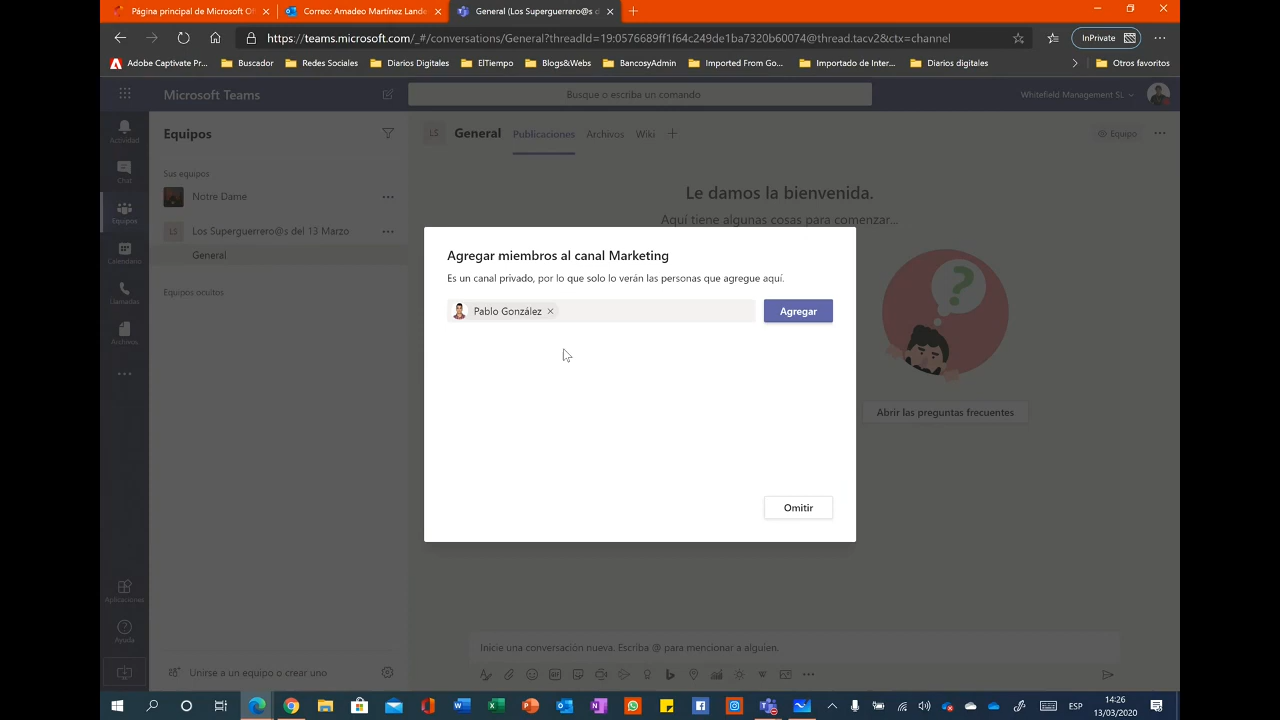 Página principal de Microsoft Of
Correo: Amadeo Martínez Lande
General (Los Superguerrero@s d
https://teams.microsoft.com/_#/conversations/General?threadId=19:0576689ff1f64c249de1ba7320b60074@thread.tacv2&ctx=channel
InPrivate
Adobe Captivate Pr...
Buscador
Redes Sociales
Diarios Digitales
ElTiempo
Blogs&Webs
BancosyAdmin
Imported From Goo...
Importado de Inter...
Diarios digitales
Otros favoritos
Microsoft Teams
Busque o escriba un comando
Whitefield Management SL
Actividad
Chat
Equipos
Calendario
Llamadas
Archivos
Aplicaciones
Ayuda
Equipos
Sus equipos
Notre Dame
LS Los Superguerrero@s del 13 Marzo
General
Equipos ocultos
Unirse a un equipo o crear uno
LS General Publicaciones Archivos Wiki
Equipo
Le damos la bienvenida.
Aquí tiene algunas cosas para comenzar...
Agregar miembros al canal Marketing
Es un canal privado, por lo que solo lo verán las personas que agregue aquí.
Pablo González
Agregar
Omitir
Abrir las preguntas frecuentes
Inicie una conversación nueva. Escriba @ para mencionar a alguien.
ESP
14:26
13/03/2020